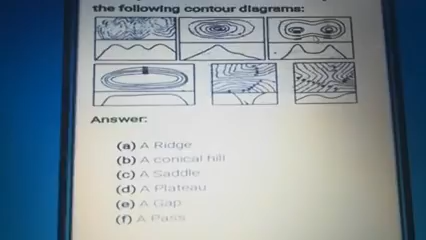 the following contour diagrams:
Answer:
(a) A Ridge
(b) A conical hill
(c) A Saddle
(d) A Plateau
(e) A Gap
(f) A Pass